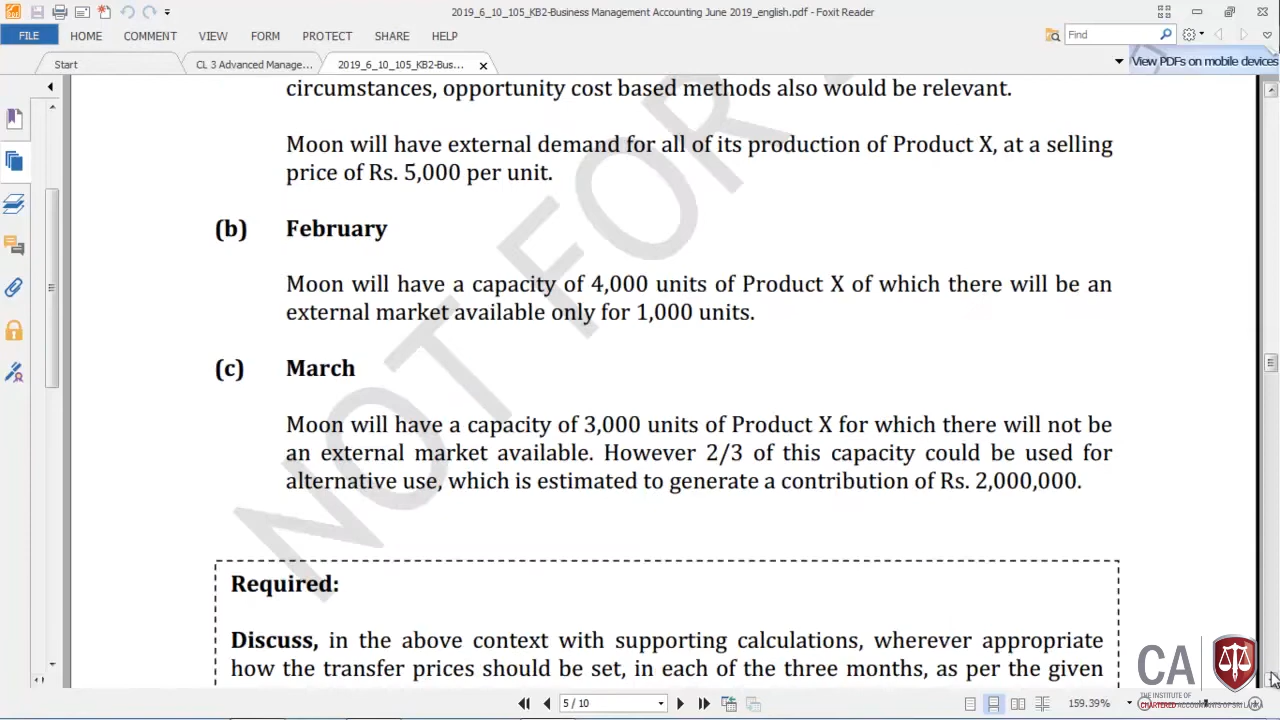 2019_6_10_105_KB2-Business Management Accounting June 2019_english.pdf - Foxit Reader
FILE HOME COMMENT VIEW FORM PROTECT SHARE HELP
Find
Start
CL 3 Advanced Manage...
2019_6_10_105_KB2-Bus...
View PDFs on mobile devices
circumstances, opportunity cost based methods also would be relevant.
Moon will have external demand for all of its production of Product X, at a selling
price of Rs. 5,000 per unit.
(b) February
Moon will have a capacity of 4,000 units of Product X of which there will be an
external market available only for 1,000 units.
(c) March
Moon will have a capacity of 3,000 units of Product X for which there will not be
an external market available. However 2/3 of this capacity could be used for
alternative use, which is estimated to generate a contribution of Rs. 2,000,000.
Required:
Discuss, in the above context with supporting calculations, wherever appropriate
how the transfer prices should be set, in each of the three months, as per the given
NOT FOR
CA
THE INSTITUTE OF
CHARTERED ACCOUNTANTS OF SRI LANKA
5 / 10
159.39%